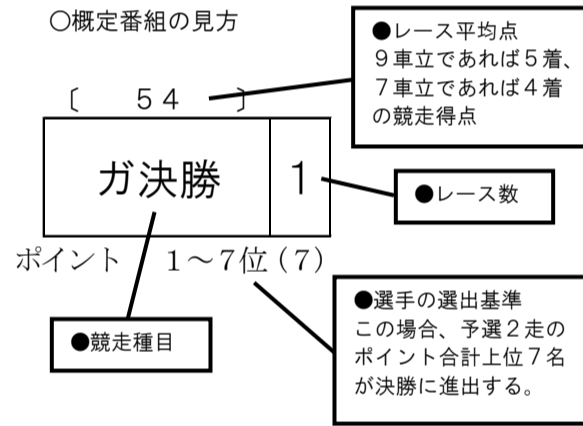 〇概定番組の見方
●レース平均点
９車立であれば５着、
７車立であれば４着
の競走得点
〔　５４　〕
ガ決勝　1
●レース数
ポイント　１～７位（７）
●競走種目
●選手の選出基準
この場合、予選２走の
ポイント合計上位７名
が決勝に進出する。